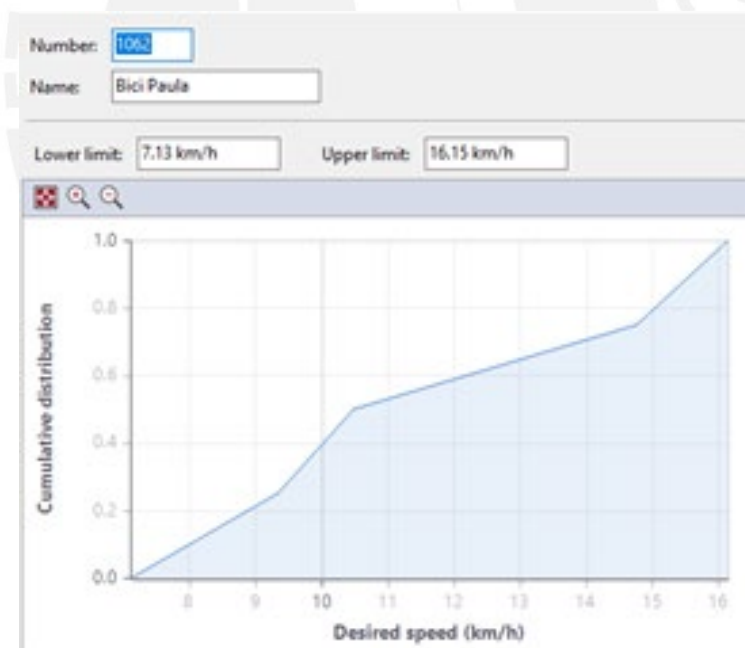 Number: 1062
Name: Bici Paula
Lower limit: 7.13 km/h Upper limit: 16.15 km/h
1.0
0.8
0.6
0.4
0.2
0.0
Cumulative distribution
8 9 10 11 12 13 14 15 16
Desired speed (km/h)